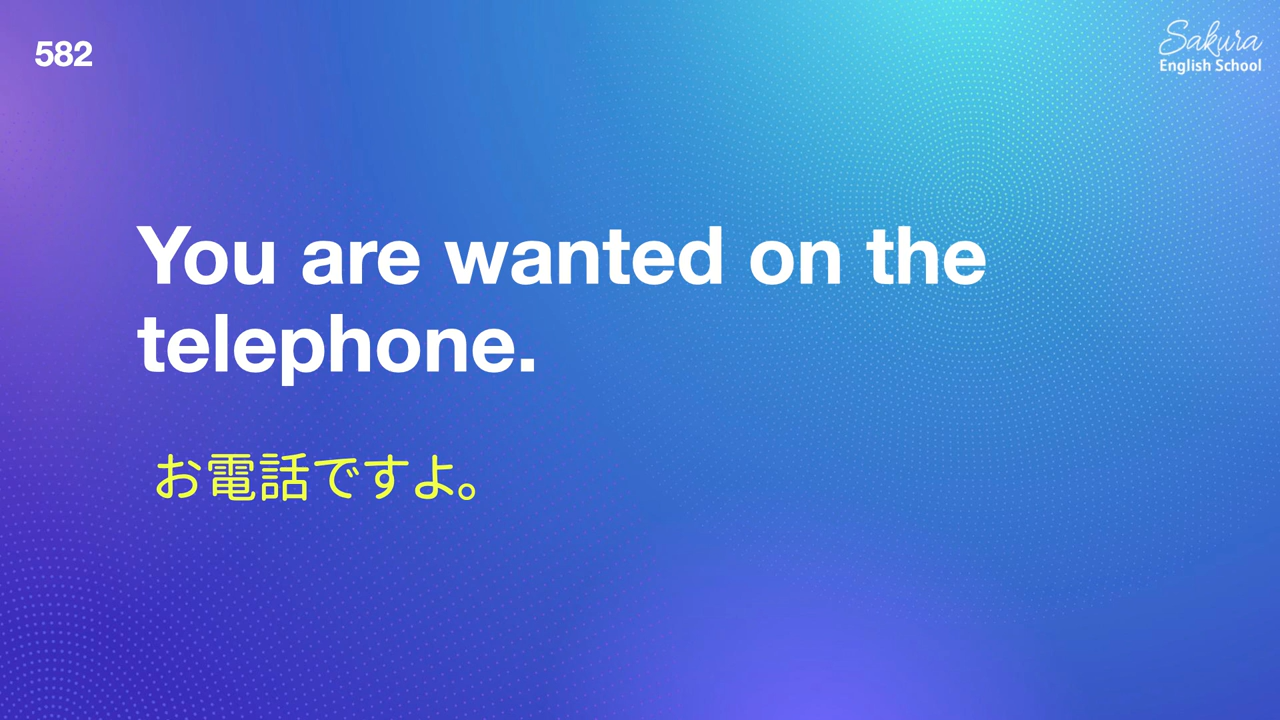 582
Sakura
English School
You are wanted on the
telephone.
お電話ですよ。